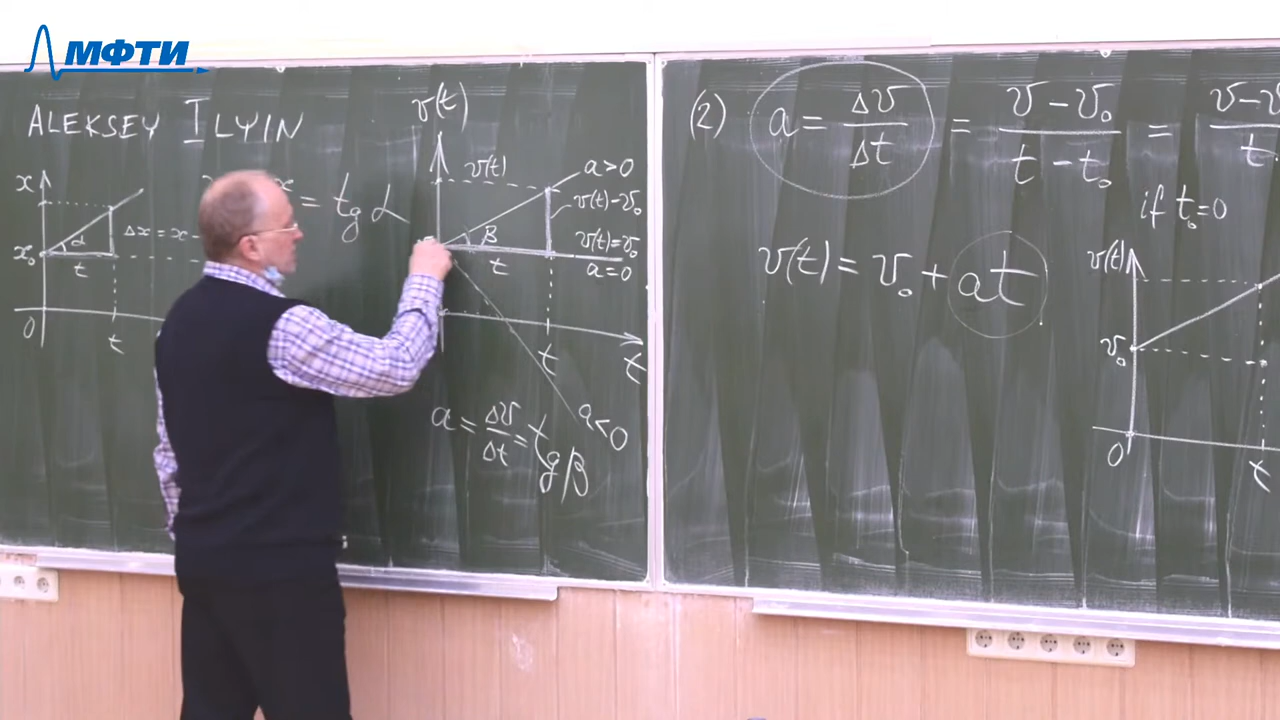 МФТИ
ALEKSEY ILYIN
x
x₀
α
t
Δx = x -
0
t
x = tg α
v(t)
v(t)
a > 0
v(t) - v₀
β
v(t) = v₀
t
a = 0
t
t
a < 0
a = Δv/Δt = tg β
(2) a = Δv/Δt = v - v₀/t - t₀ = v - v
t.
if t₀ = 0
v(t) = v₀ + at
v(t)
v₀
0
t